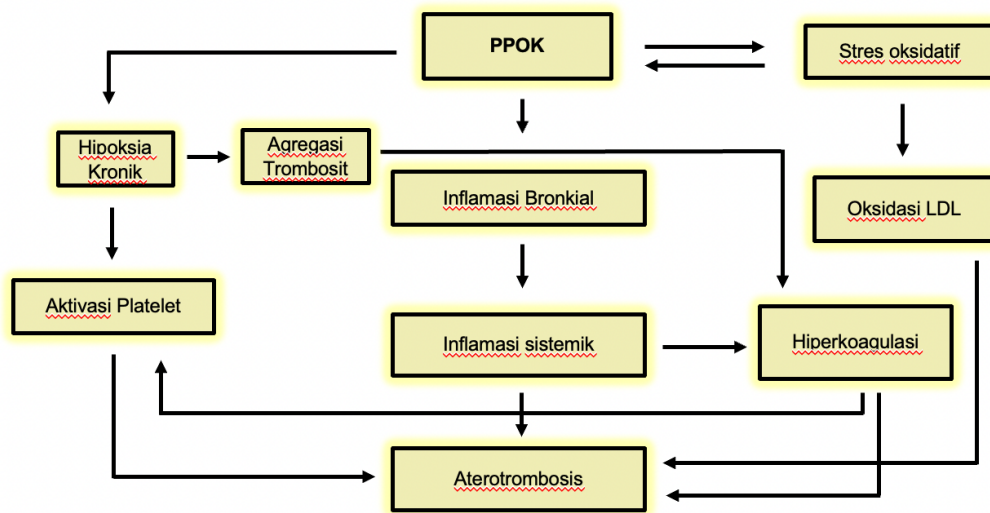 PPOK
Stres oksidatif
Hipoksia
Kronik
Agregasi
Trombosit
Inflamasi Bronkial
Oksidasi LDL
Aktivasi Platelet
Inflamasi sistemik
Hiperkoagulasi
Aterotrombosis